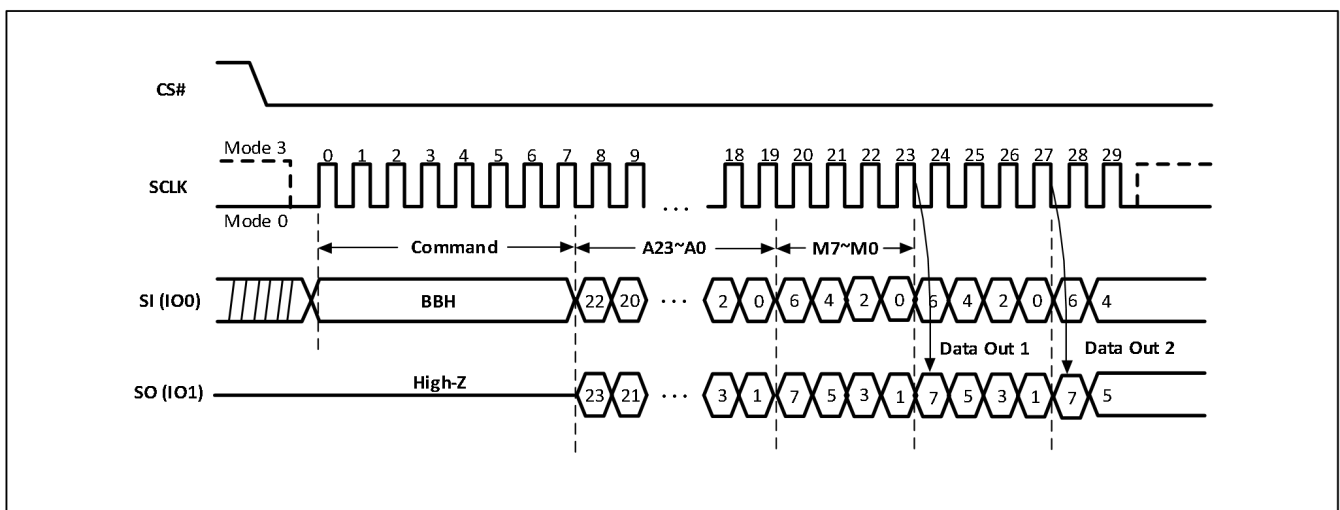 CS#
Mode 3
0 1 2 3 4 5 6 7 8 9 18 19 20 21 22 23 24 25 26 27 28 29
SCLK
...
Mode 0
Command A23~A0 M7~M0
SI (IO0) BBH 22 20 ... 2 0 6 4 2 0 6 4 2 0 6 4
Data Out 1 Data Out 2
SO (IO1) High-Z 23 21 ... 3 1 7 5 3 1 7 5 3 1 7 5